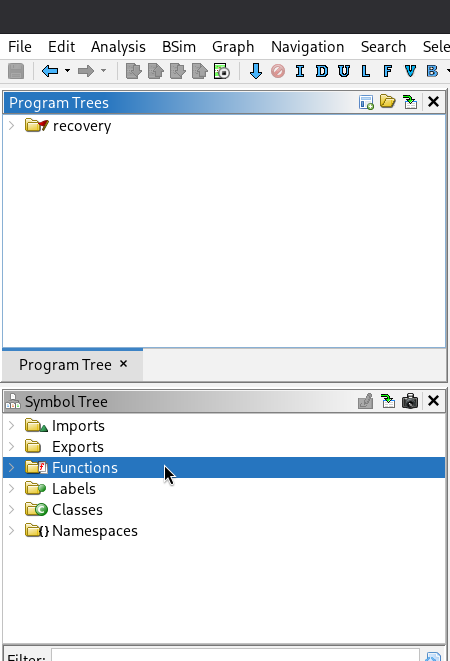 File Edit Analysis BSim Graph Navigation Search Sele
I D U L F V B
Program Trees
recovery
Program Tree
Symbol Tree
Imports
Exports
Functions
Labels
Classes
Namespaces
Filter: